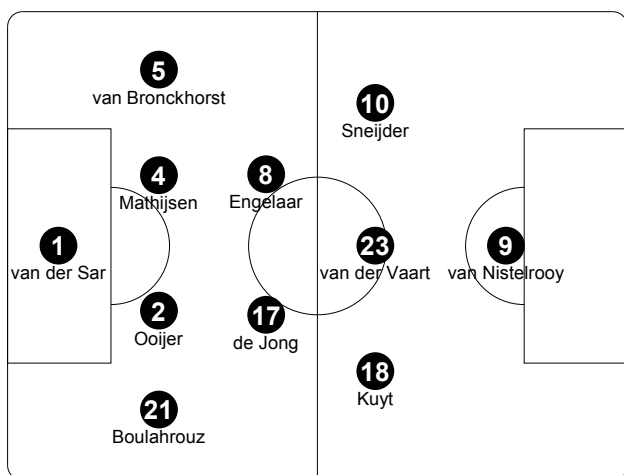 5
van Bronckhorst
10
Sneijder
4
Mathijsen
8
Engelaar
1
van der Sar
23
van der Vaart
9
van Nistelrooy
2
Ooijer
17
de Jong
18
Kuyt
21
Boulahrouz